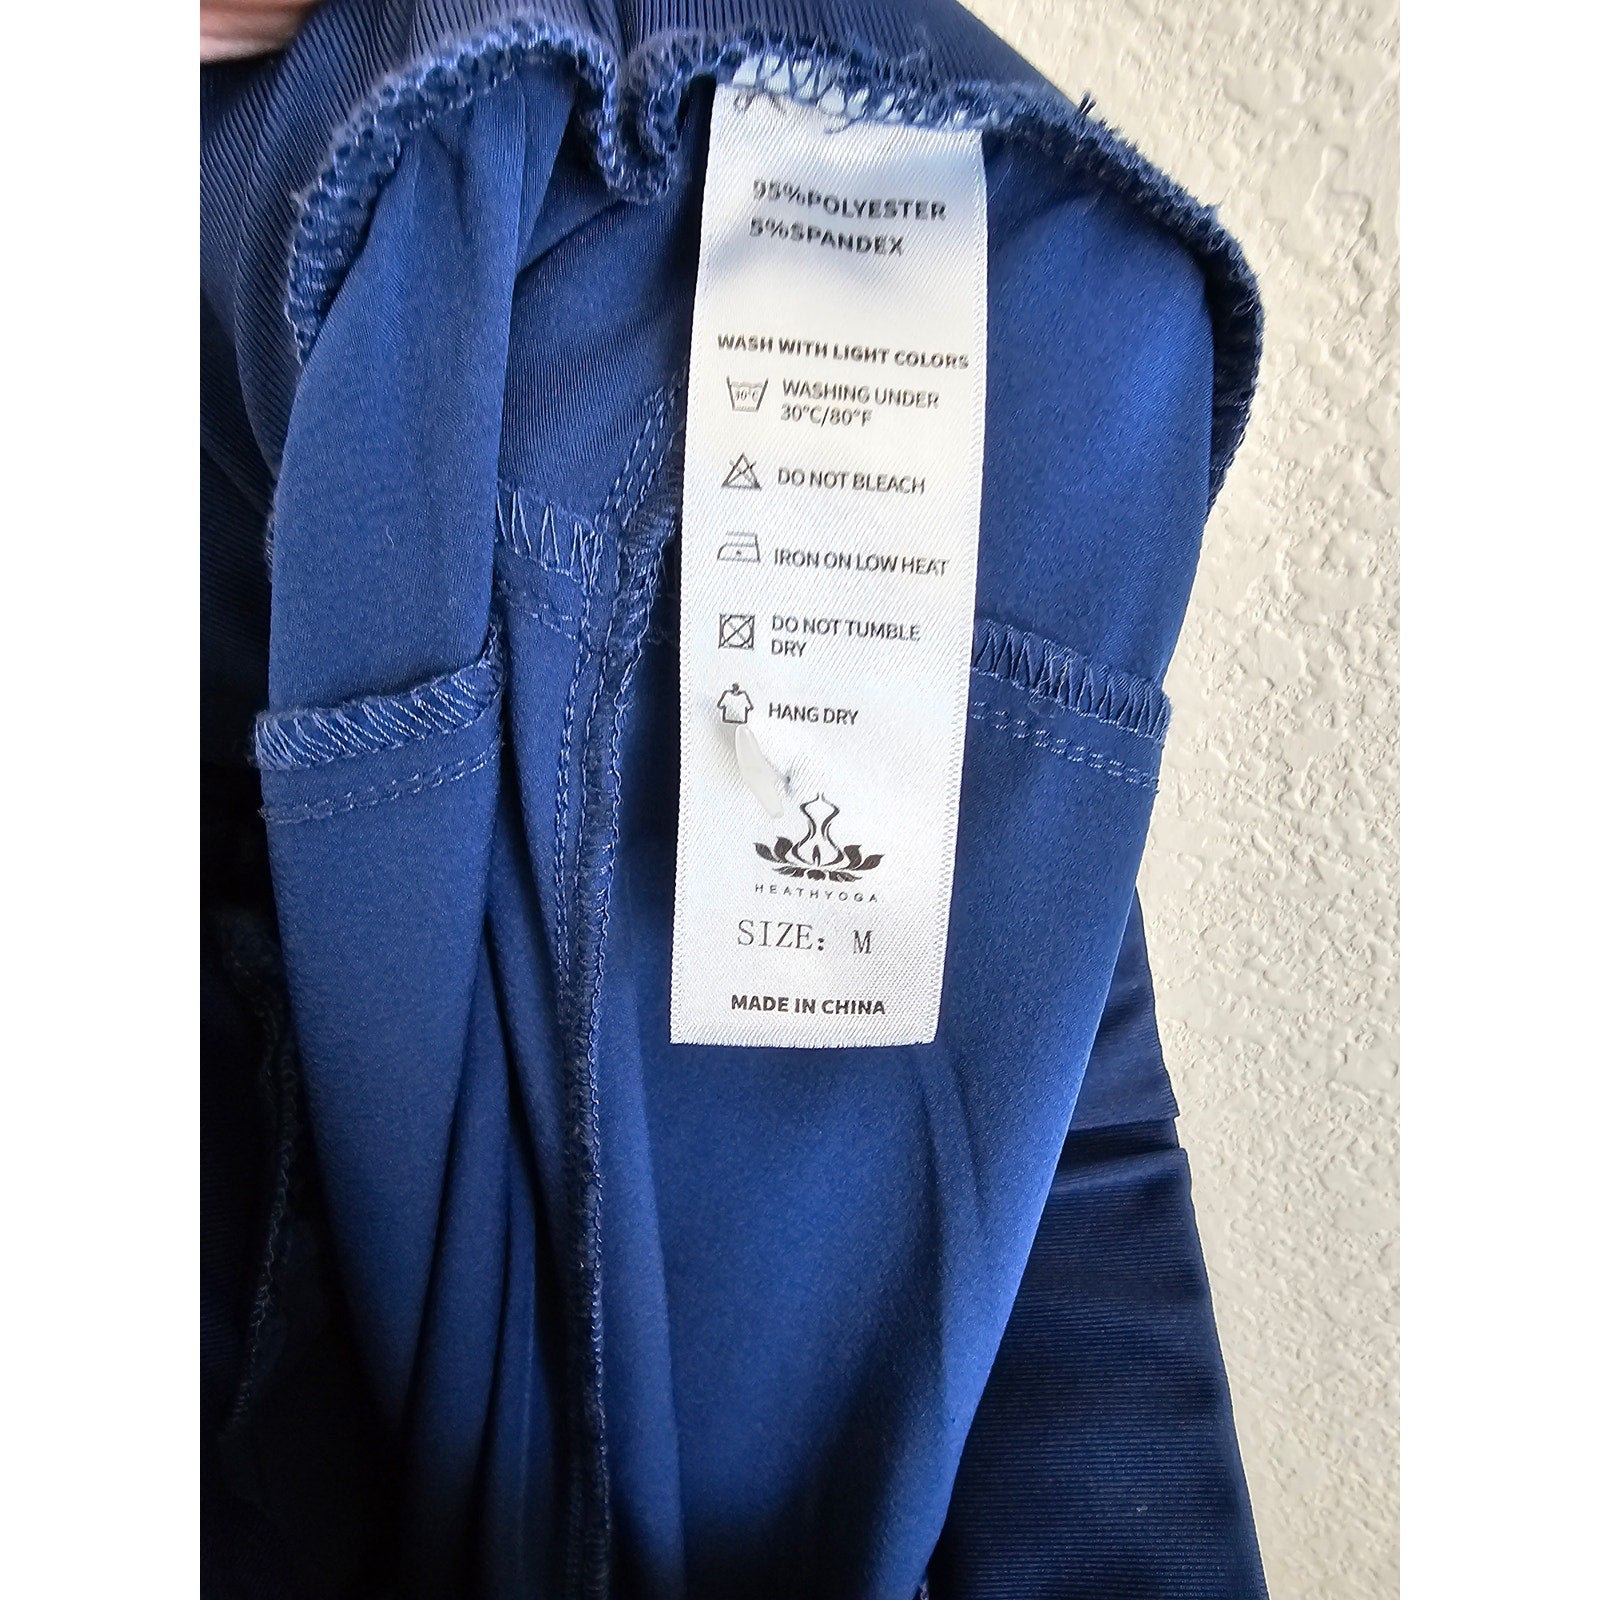 95%POLYESTER
5%SPANDEX
WASH WITH LIGHT COLORS
30°C
WASHING UNDER
30°C/80°F
DO NOT BLEACH
IRON ON LOW HEAT
DO NOT TUMBLE
DRY
HANG DRY
HEATHYOGA
SIZE: M
MADE IN CHINA